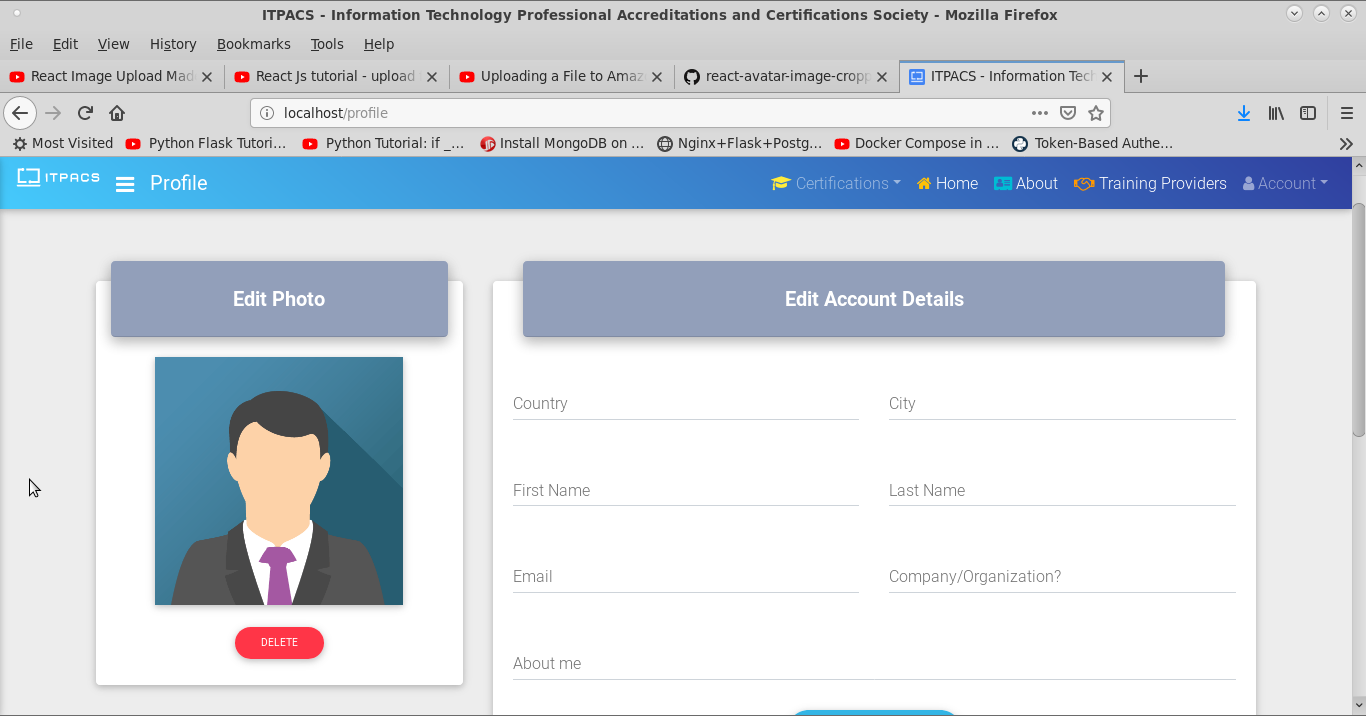 ITPACS - Information Technology Professional Accreditations and Certifications Society - Mozilla Firefox
File Edit View History Bookmarks Tools Help
React Image Upload Mad React Js tutorial - upload Uploading a File to Amaz react-avatar-image-cropp ITPACS - Information Tech
localhost/profile
Most Visited Python Flask Tutori... Python Tutorial: if _... Install MongoDB on ... Nginx+Flask+Postg... Docker Compose in ... Token-Based Authe...
ITPACS Profile Certifications Home About Training Providers Account
Edit Photo Edit Account Details
Country City
First Name Last Name
Email Company/Organization?
DELETE
About me